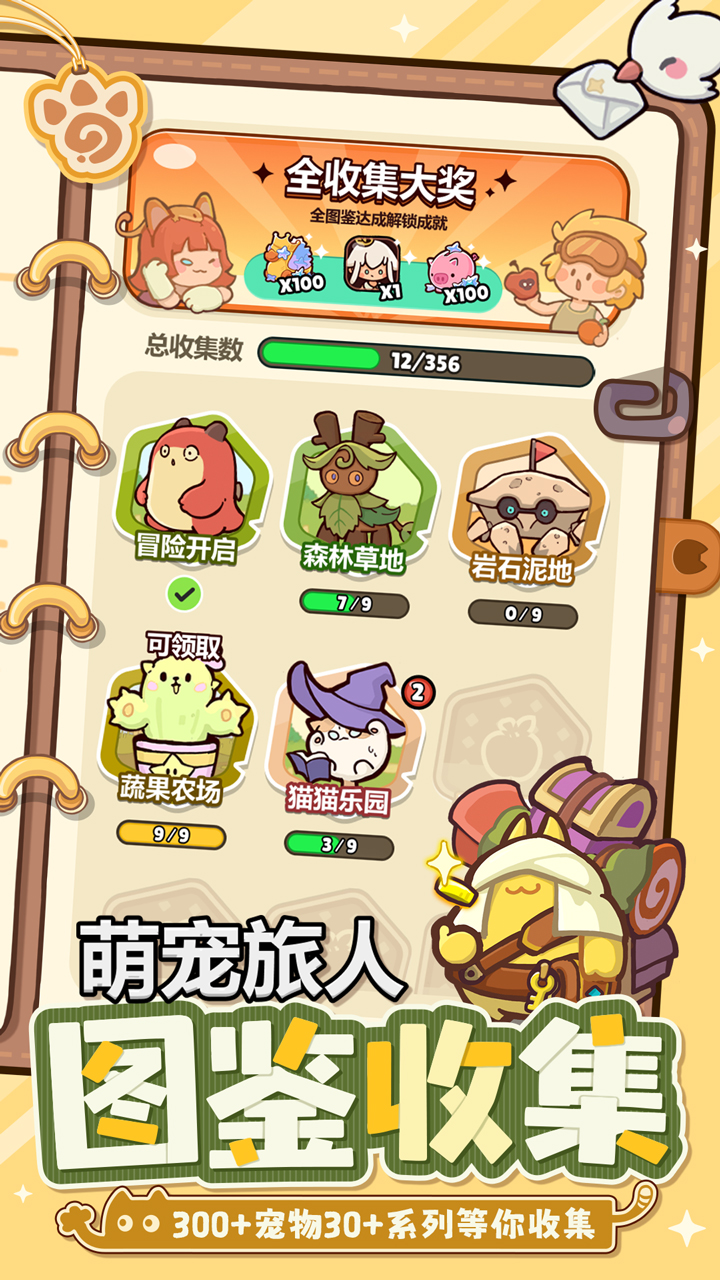 全收集大奖
全图鉴达成解锁成就
X100
X1
X100
总收集数
12/356
冒险开启
森林草地
7/9
岩石泥地
0/9
可领取
蔬果农场
9/9
2
猫猫乐园
3/9
萌宠旅人
图鉴收集
300+宠物30+系列等你收集